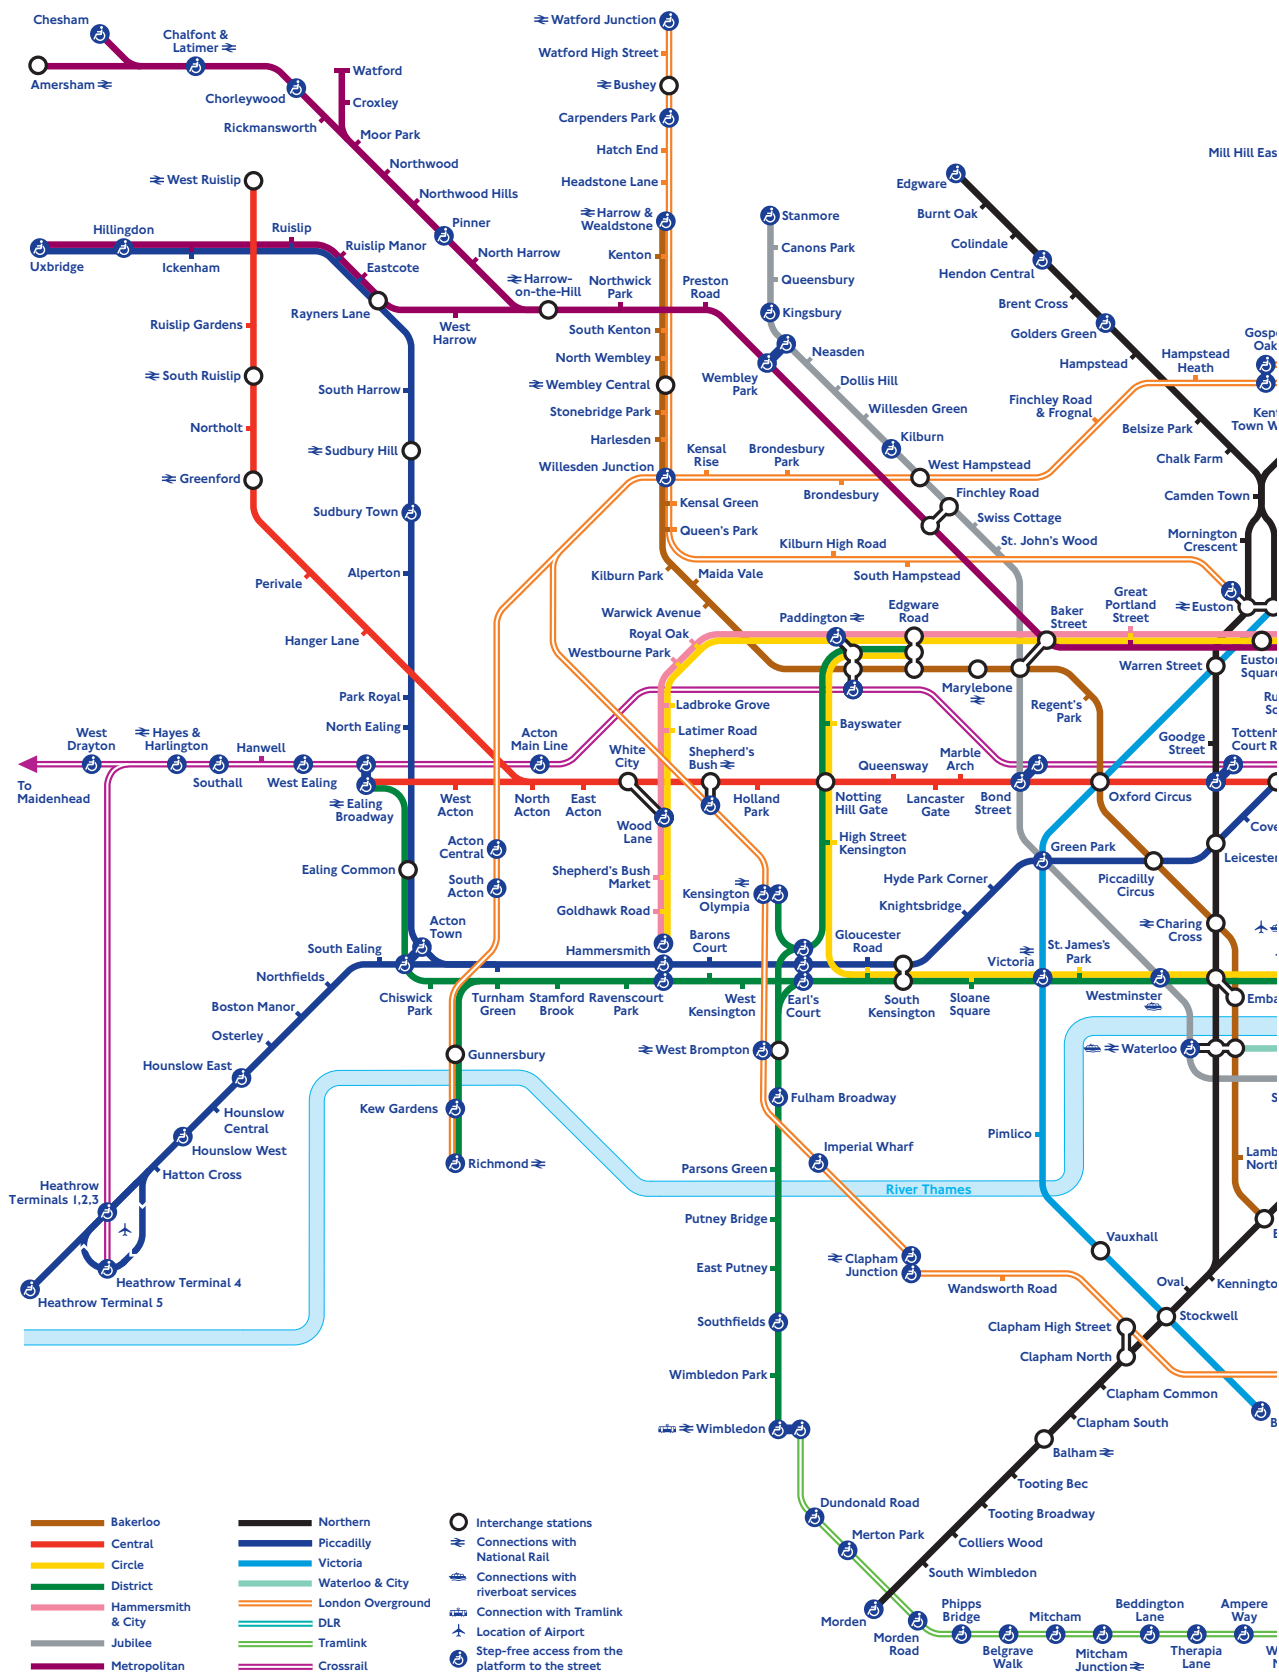 Chesham
Chalfont &
Latimer
Amersham
Chorleywood
Rickmansworth
Watford
Croxley
Moor Park
Northwood
Northwood Hills
Pinner
North Harrow
Harrow-
on-the-Hill
Watford Junction
Watford High Street
Bushey
Carpenders Park
Hatch End
Headstone Lane
Harrow &
Wealdstone
Kenton
Northwick
Park
Preston
Road
South Kenton
North Wembley
Wembley Central
Stonebridge Park
Harlesden
Willesden Junction
Kensal Green
Queen's Park
Kilburn Park
Maida Vale
Warwick Avenue
West Ruislip
Hillingdon
Uxbridge
Ickenham
Ruislip
Ruislip Manor
Eastcote
Rayners Lane
West
Harrow
Ruislip Gardens
South Ruislip
Northolt
Greenford
Perivale
Hanger Lane
South Harrow
Sudbury Hill
Sudbury Town
Alperton
Park Royal
North Ealing
Stanmore
Canons Park
Queensbury
Kingsbury
Wembley
Park
Neasden
Dollis Hill
Willesden Green
Kilburn
West Hampstead
Finchley Road
Swiss Cottage
St. John's Wood
Mill Hill Eas
Edgware
Burnt Oak
Colindale
Hendon Central
Brent Cross
Golders Green
Hampstead
Hampstead
Heath
Gospe
Oak
Kent
Town W
Finchley Road
& Frognal
Belsize Park
Chalk Farm
Camden Town
Mornington
Crescent
Kensal
Rise
Brondesbury
Park
Brondesbury
Kilburn High Road
South Hampstead
Euston
Great
Portland
Street
Baker
Street
Edgware
Road
Paddington
Royal Oak
Westbourne Park
Ladbroke Grove
Latimer Road
Marylebone
Regent's
Park
Warren Street
Euston
Square
Ru
Sq
Goodge
Street
Tottenh
Court R
Bayswater
Marble
Arch
Queensway
Lancaster
Gate
Bond
Street
Oxford Circus
Notting
Hill Gate
Holland
Park
Shepherd's
Bush
White
City
Wood
Lane
East
Acton
North
Acton
West
Acton
Acton
Main Line
West
Drayton
Hayes &
Harlington
Hanwell
Southall
West Ealing
Ealing
Broadway
To
Maidenhead
Acton
Central
South
Acton
Ealing Common
Acton
Town
South Ealing
Northfields
Boston Manor
Osterley
Hounslow East
Hounslow
Central
Hounslow West
Hatton Cross
Heathrow
Terminals 1,2,3
Heathrow Terminal 4
Heathrow Terminal 5
Shepherd's Bush
Market
Goldhawk Road
Hammersmith
Kensington
Olympia
Barons
Court
High Street
Kensington
Gloucester
Road
Hyde Park Corner
Knightsbridge
Green Park
Piccadilly
Circus
Cove
Leicester
Charing
Cross
Victoria
St. James's
Park
Westminster
Emba
Waterloo
Chiswick
Park
Turnham
Green
Stamford
Brook
Ravenscourt
Park
West
Kensington
Earl's
Court
South
Kensington
Sloane
Square
Gunnersbury
Kew Gardens
Richmond
West Brompton
Fulham Broadway
Imperial Wharf
Parsons Green
Putney Bridge
East Putney
Southfields
Wimbledon Park
Wimbledon
Clapham
Junction
Wandsworth Road
River Thames
Pimlico
Lamb
North
E
S
Vauxhall
Oval
Kenningto
Stockwell
Clapham High Street
Clapham North
Clapham Common
Clapham South
B
Balham
Tooting Bec
Tooting Broadway
Colliers Wood
South Wimbledon
Morden
Dundonald Road
Merton Park
Morden
Road
Phipps
Bridge
Belgrave
Walk
Mitcham
Mitcham
Junction
Beddington
Lane
Therapia
Lane
Ampere
Way
W
Bakerloo
Central
Circle
District
Hammersmith
& City
Jubilee
Metropolitan
Northern
Piccadilly
Victoria
Waterloo & City
London Overground
DLR
Tramlink
Crossrail
Interchange stations
Connections with
National Rail
Connections with
riverboat services
Connection with Tramlink
Location of Airport
Step-free access from the
platform to the street